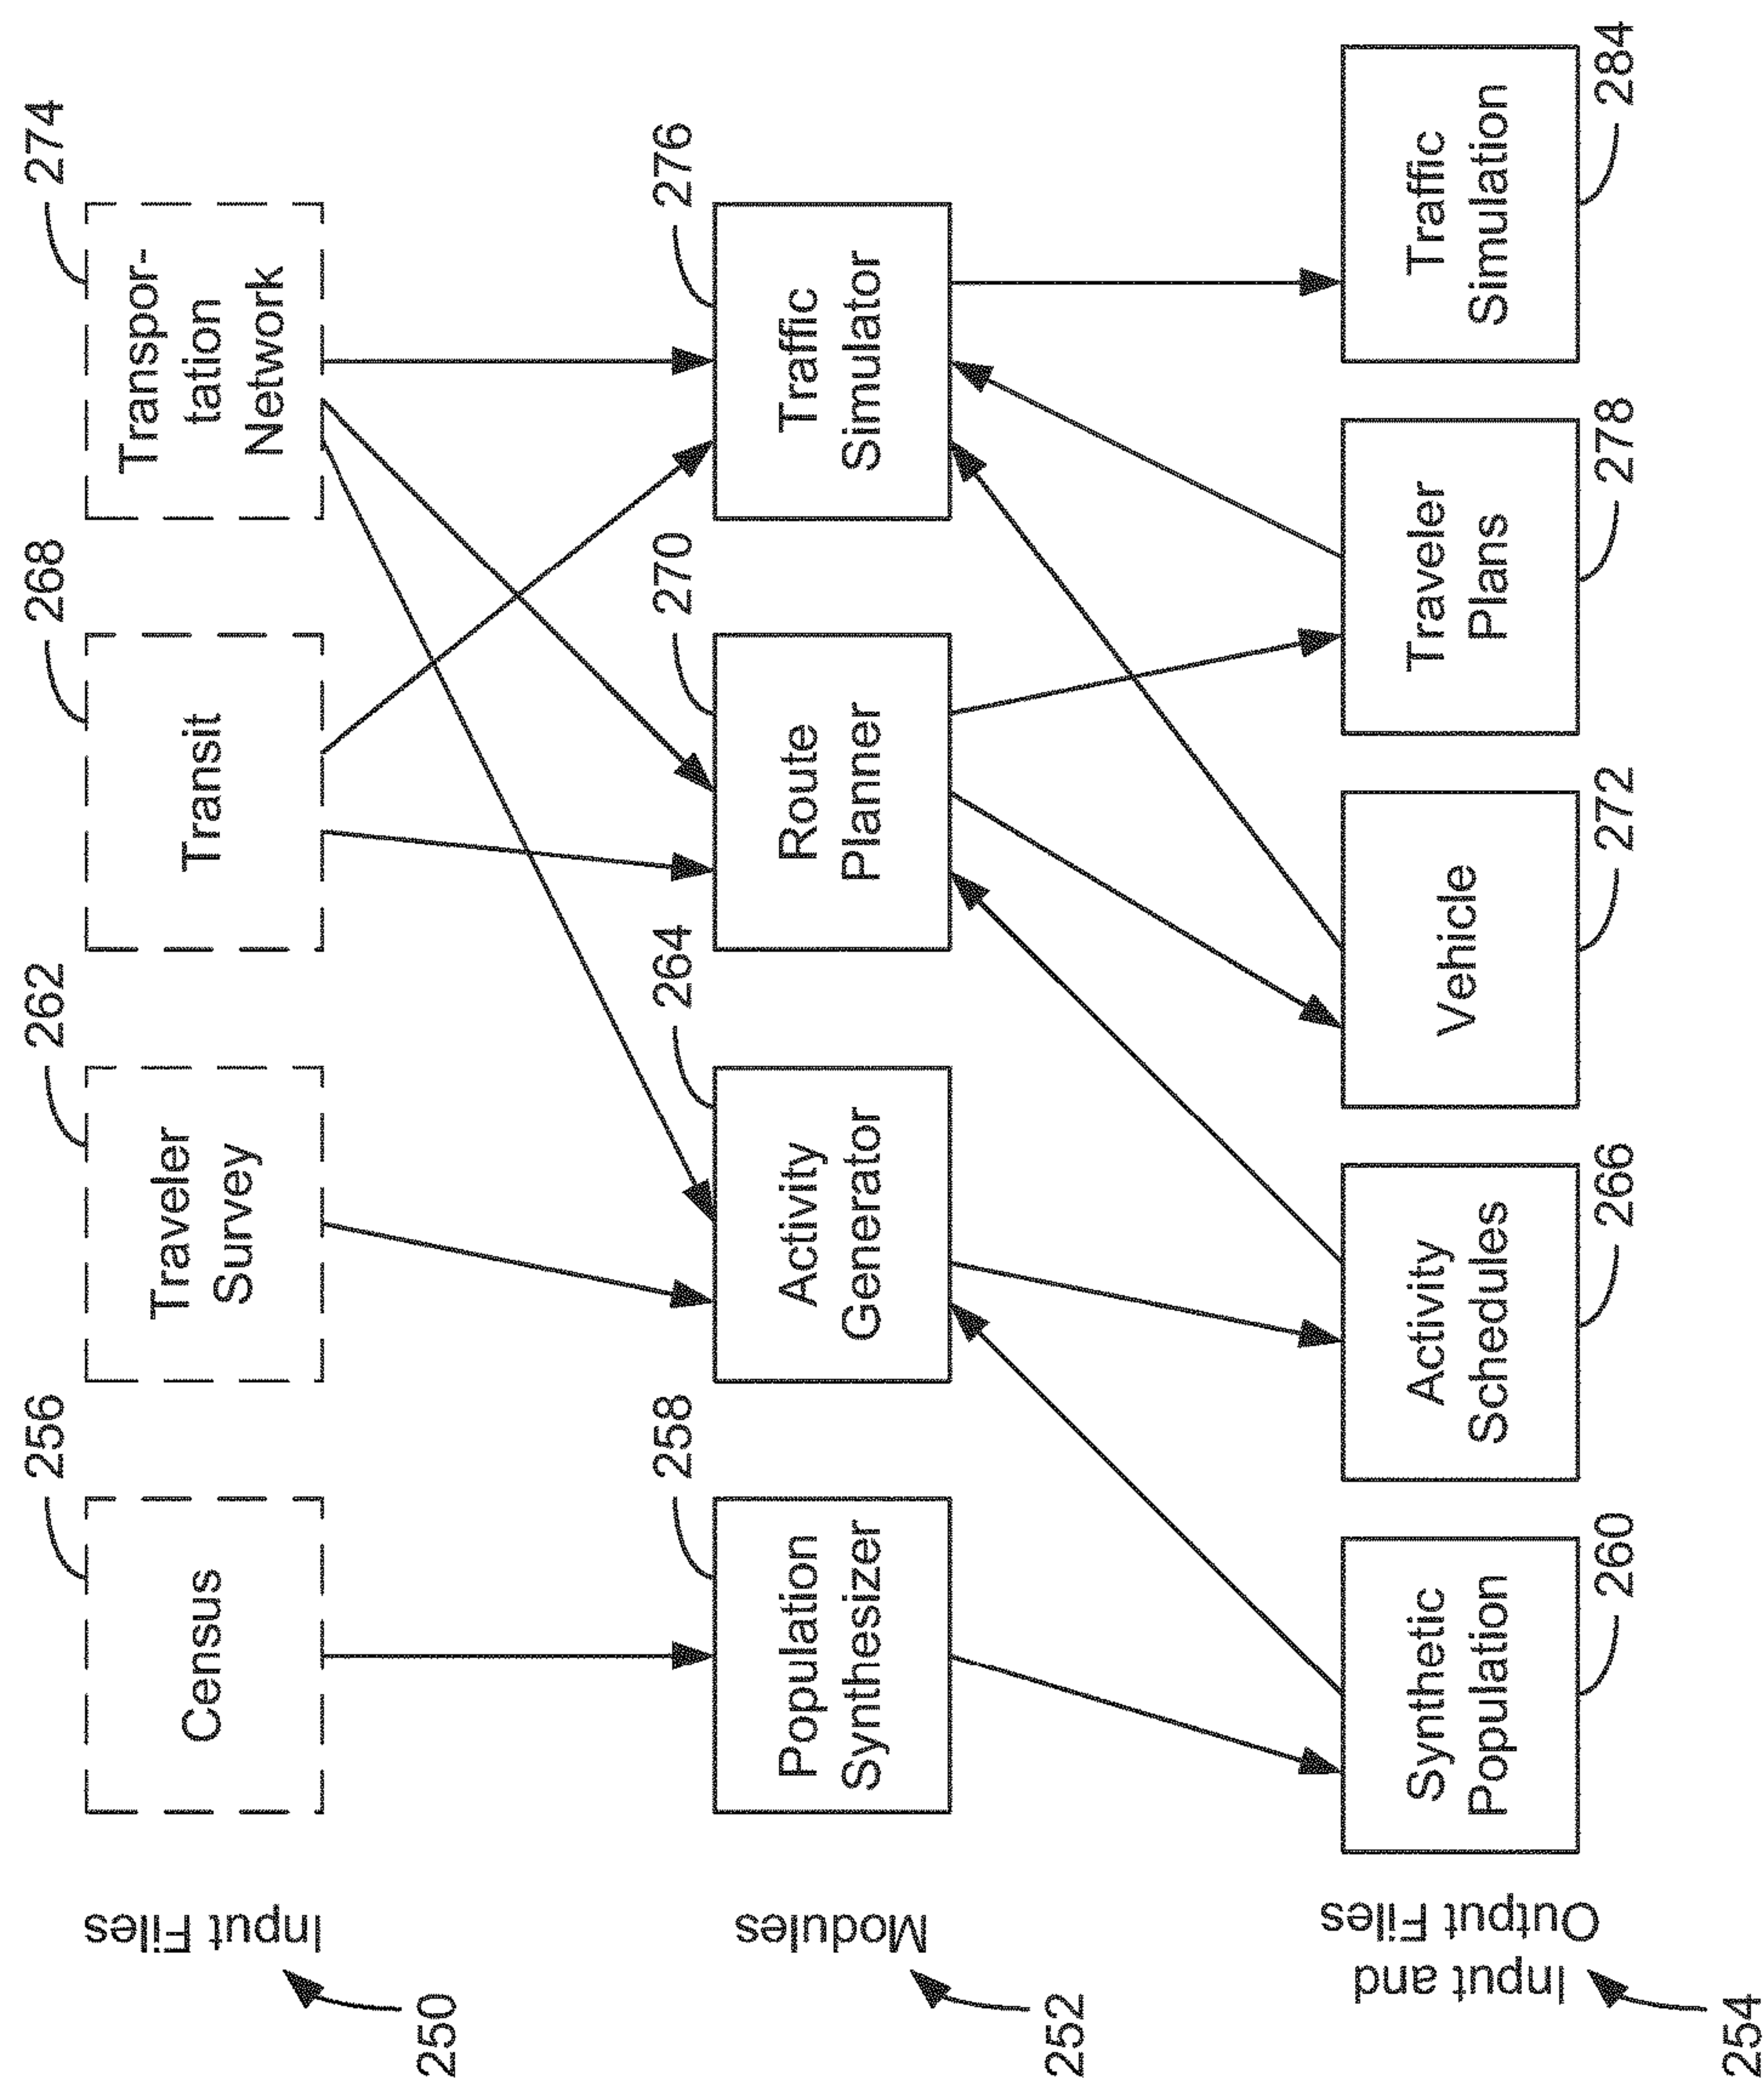 256
262
268
274
Input Files
250
Census
Traveler
Survey
Transit
Transpor-
tation
Network
258
264
270
276
Modules
252
Population
Synthesizer
Activity
Generator
Route
Planner
Traffic
Simulator
Input and
Output Files
254
Synthetic
Population
Activity
Schedules
Vehicle
Traveler
Plans
Traffic
Simulation
260
266
272
278
284